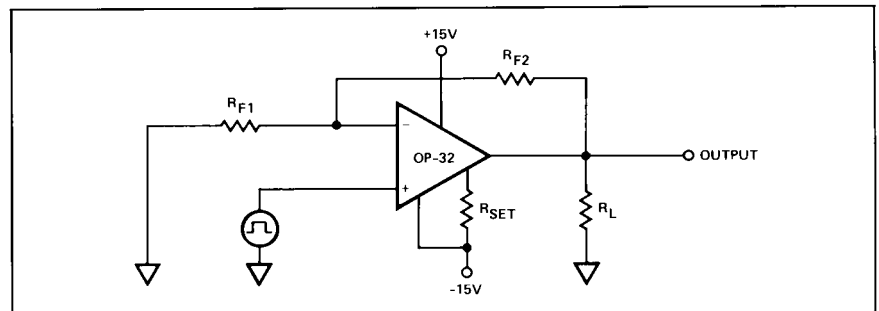 +15V
RF2
RF1
−
OP-32
OUTPUT
+
RSET
RL
-15V